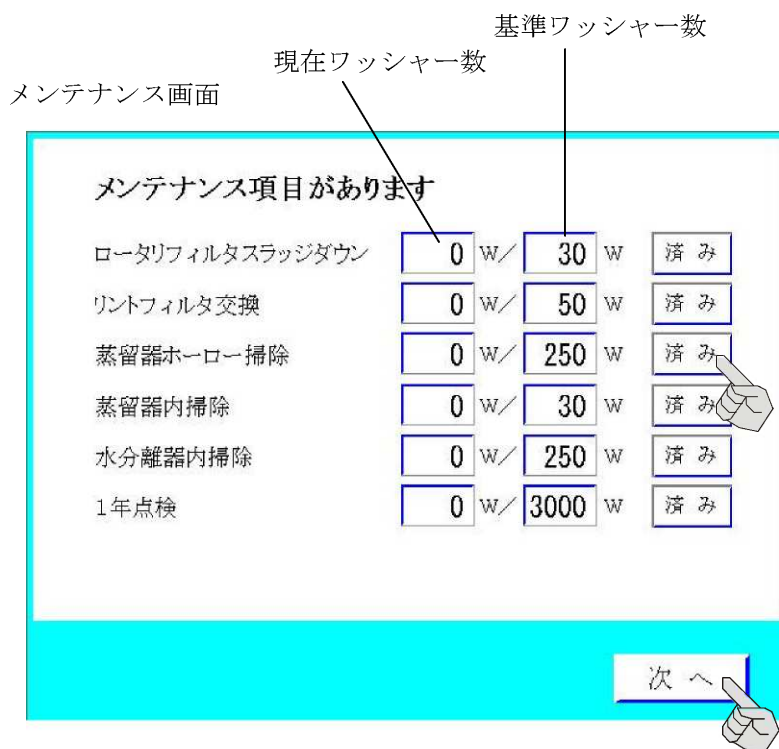 基準ワッシャー数
現在ワッシャー数
メンテナンス画面
メンテナンス項目があります
ロータリフィルタスラッジダウン 0 W/ 30 W 済み
リントフィルタ交換 0 W/ 50 W 済み
蒸留器ホーロー掃除 0 W/ 250 W 済み
蒸留器内掃除 0 W/ 30 W 済み
水分離器内掃除 0 W/ 250 W 済み
1年点検 0 W/ 3000 W 済み
次へ